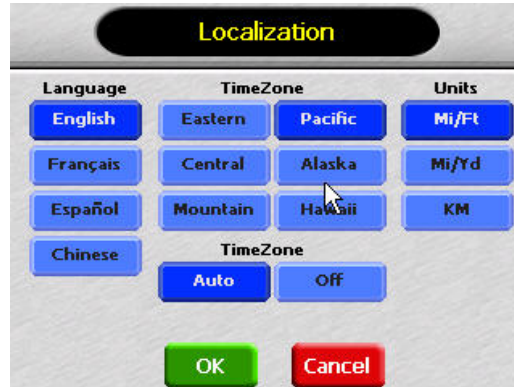 Localization
Language TimeZone Units
English Eastern Pacific Mi/Ft
Français Central Alaska Mi/Yd
Español Mountain Hawaii KM
Chinese TimeZone
Auto Off
OK Cancel